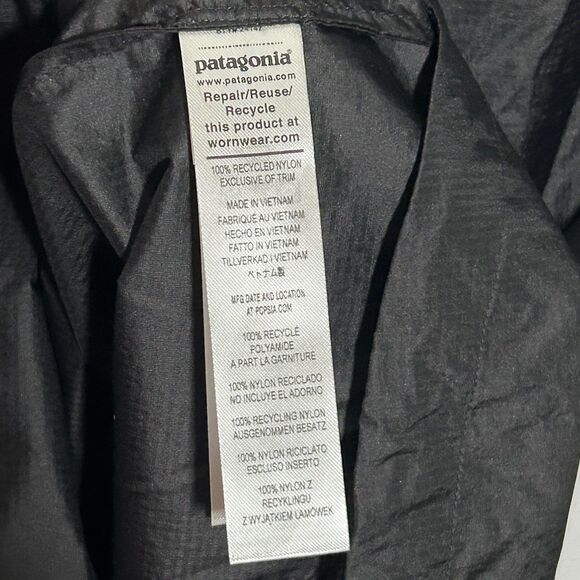 patagonia®
www.patagonia.com
Repair/Reuse/
Recycle
this product at
wornwear.com
100% RECYCLED NYLON
EXCLUSIVE OF TRIM
MADE IN VIETNAM
FABRIQUÉ AU VIETNAM
HECHO EN VIETNAM
FATTO IN VIETNAM
TILLVERKAD I VIETNAM
ベトナム製
MFG DATE AND LOCATION
AT POPSIA.COM
100% RECYCLÉ
POLYAMIDE
A PART LA GARNITURE
100% NYLON RECICLADO
NO INCLUYE EL ADORNO
100% RECYCLING NYLON
AUSGENOMMEN BESATZ
100% NYLON RICICLATO
ESCLUSO INSERTO
100% NYLON Z
RECYKLINGU
Z WYJĄTKIEM LAMÓWEK